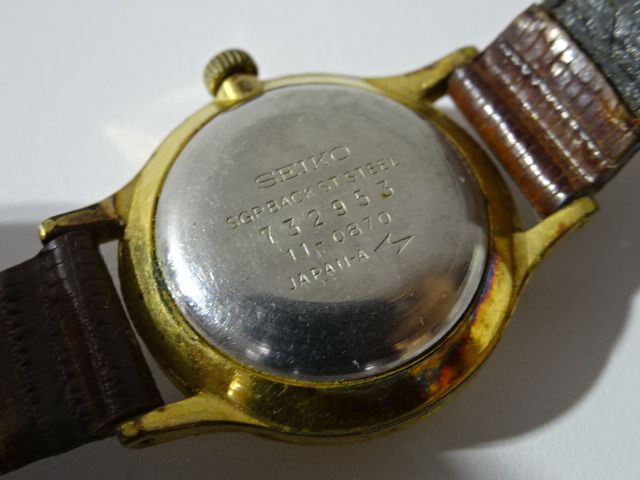 SEIKO
SGP·BACK ST.STEEL
732953
11-0870
JAPAN-A